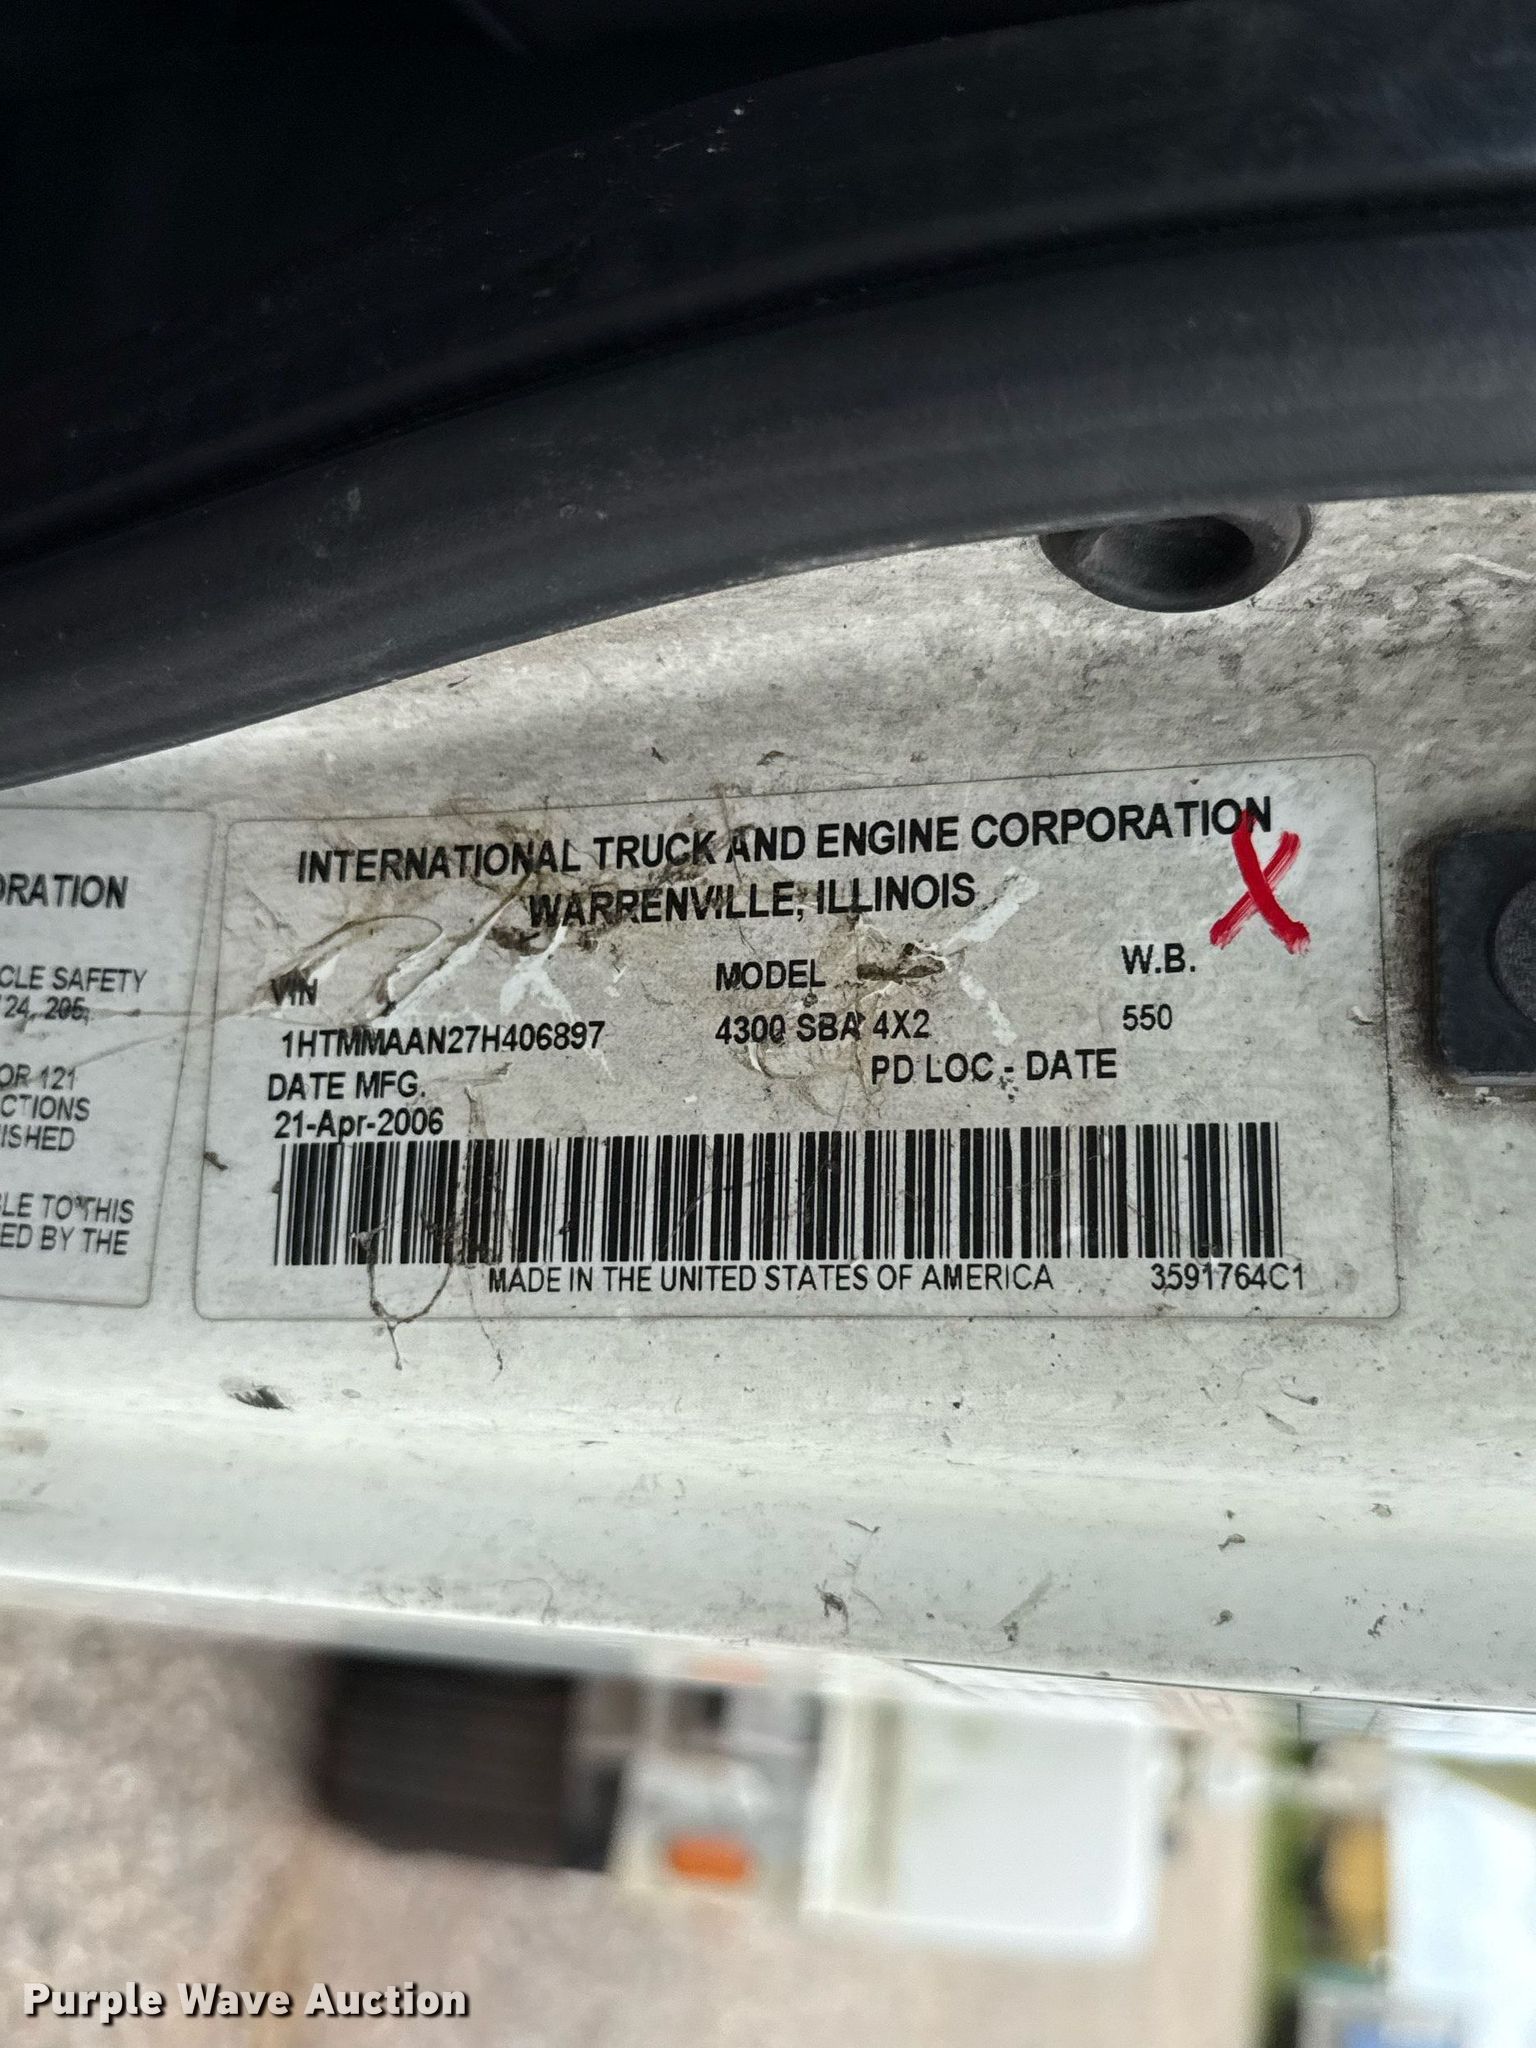 INTERNATIONAL TRUCK AND ENGINE CORPORATION
WARRENVILLE, ILLINOIS
VIN MODEL W.B.
1HTMMAAN27H406897 4300 SBA 4X2 550
DATE MFG. PD LOC - DATE
21-Apr-2006
MADE IN THE UNITED STATES OF AMERICA 3591764C1
ORATION
CLE SAFETY
24, 205,
OR 121
CTIONS
ISHED
LE TO THIS
ED BY THE
X
Purple Wave Auction